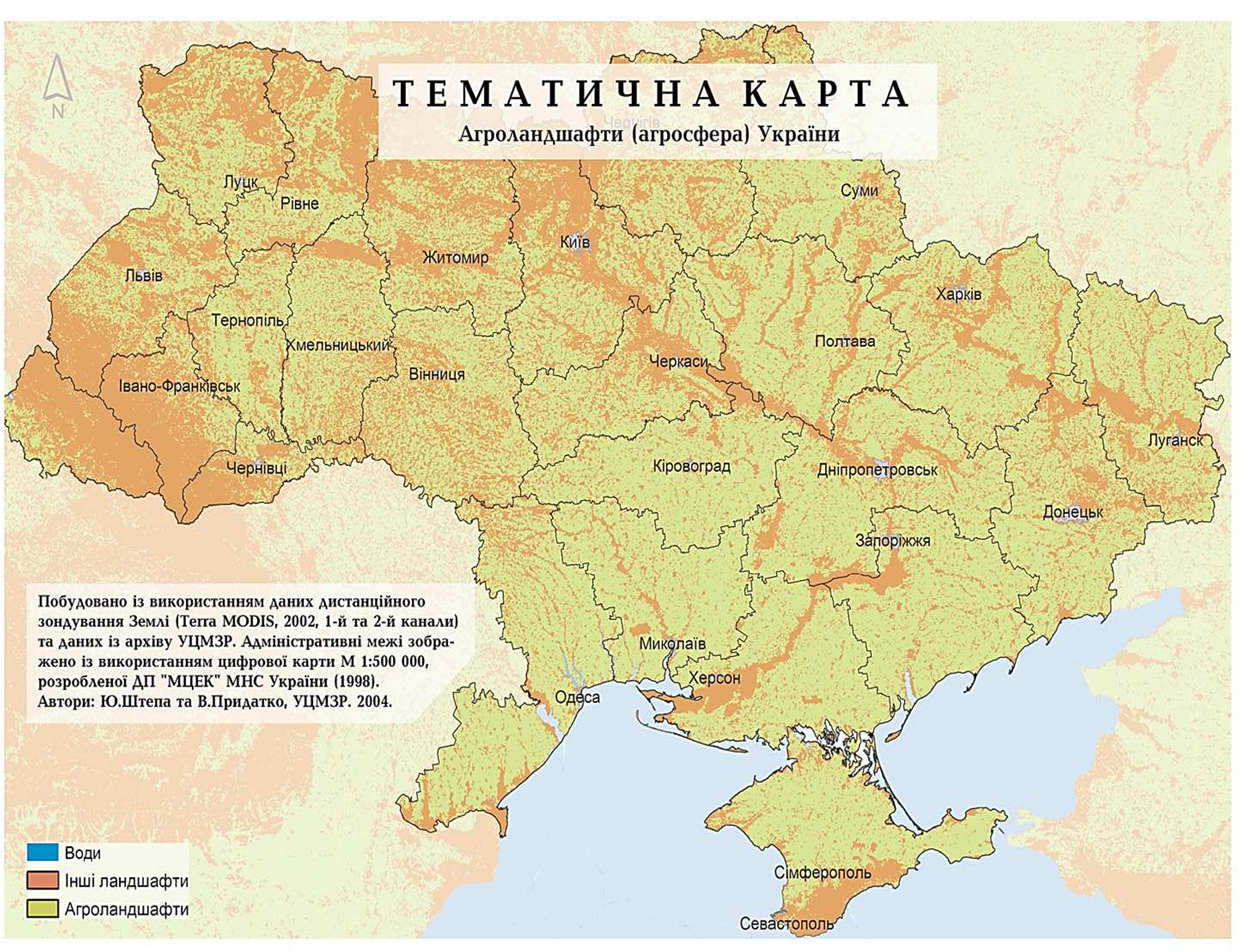 ТЕМАТИЧНА КАРТА
Агроландшафти (агросфера) України
N
Чернігів
Луцк
Рівне
Суми
Київ
Житомир
Львів
Харків
Тернопіль
Хмельницький
Полтава
Черкаси
Вінниця
Івано-Франківськ
Луганск
Чернівці
Кіровоград
Дніпропетровськ
Донецьк
Запоріжжя
Побудовано із використанням даних дистанційного
зондування Землі (Terra MODIS, 2002, 1-й та 2-й канали)
та даних із архіву УЦМЗР. Адміністративні межі зобра-
жено із використанням цифрової карти М 1:500 000,
розробленої ДП "МЦЕК" МНС України (1998).
Автори: Ю.Штепа та В.Придатко, УЦМЗР. 2004.
Миколаїв
Херсон
Одеса
Води
Інші ландшафти
Агроландшафти
Сімферополь
Севастополь